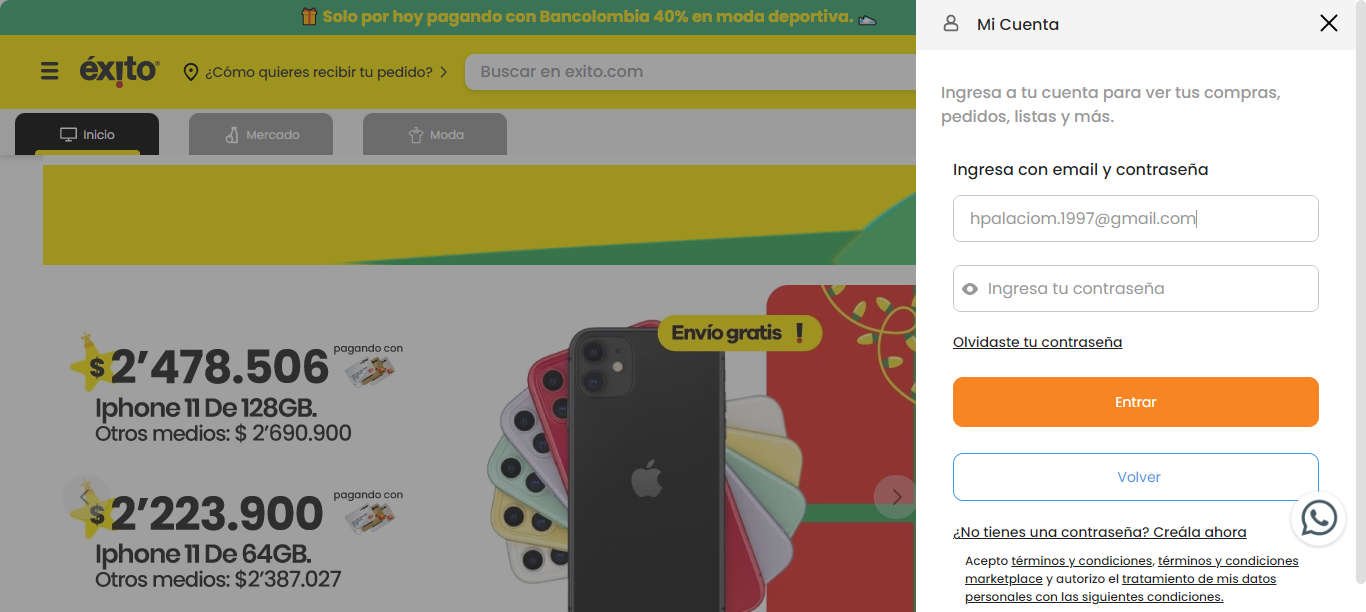 Solo por hoy pagando con Bancolombia 40% en moda deportiva.
éxito
¿Cómo quieres recibir tu pedido?
Buscar en exito.com
Inicio
Mercado
Moda
Envío gratis !
$2’478.506
pagando con
Iphone 11 De 128GB.
Otros medios: $ 2’690.900
$2’223.900
pagando con
Iphone 11 De 64GB.
Otros medios: $2’387.027
Mi Cuenta
Ingresa a tu cuenta para ver tus compras,
pedidos, listas y más.
Ingresa con email y contraseña
hpalaciom.1997@gmail.com
Ingresa tu contraseña
Olvidaste tu contraseña
Entrar
Volver
¿No tienes una contraseña? Creála ahora
Acepto términos y condiciones, términos y condiciones
marketplace y autorizo el tratamiento de mis datos
personales con las siguientes condiciones.